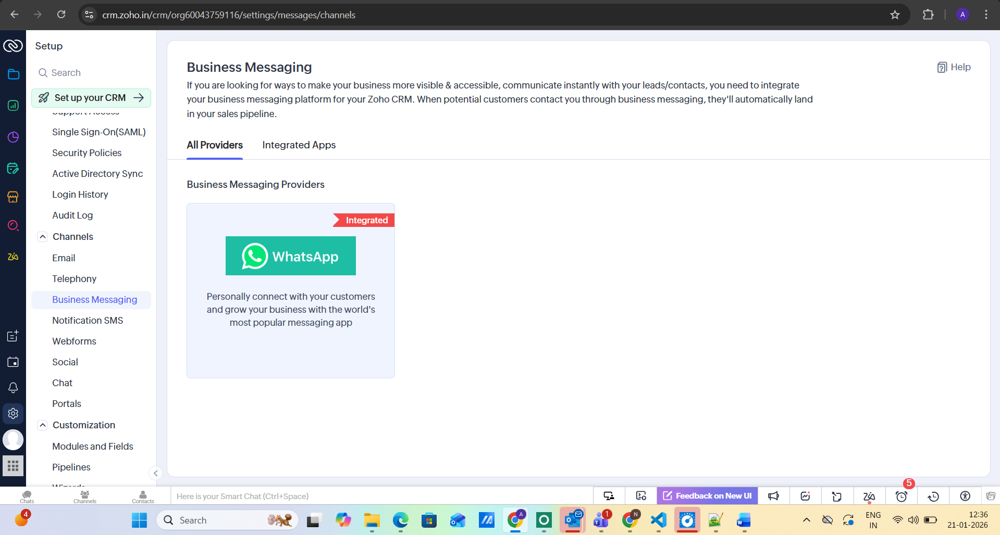 crm.zoho.in/crm/org60043759116/settings/messages/channels
A
Setup
Search
Set up your CRM
Support Access
Single Sign-On(SAML)
Security Policies
Active Directory Sync
Login History
Audit Log
Channels
Email
Telephony
Business Messaging
Notification SMS
Webforms
Social
Chat
Portals
Customization
Modules and Fields
Pipelines
Wizards
Business Messaging
Help
If you are looking for ways to make your business more visible & accessible, communicate instantly with your leads/contacts, you need to integrate
your business messaging platform for your Zoho CRM. When potential customers contact you through business messaging, they'll automatically land
in your sales pipeline.
All Providers
Integrated Apps
Business Messaging Providers
Integrated
WhatsApp
Personally connect with your customers
and grow your business with the world's
most popular messaging app
Chats
Channels
Contacts
Here is your Smart Chat (Ctrl+Space)
Feedback on New UI
5
4
Search
A
1
N
ENG
IN
12:36
21-01-2026